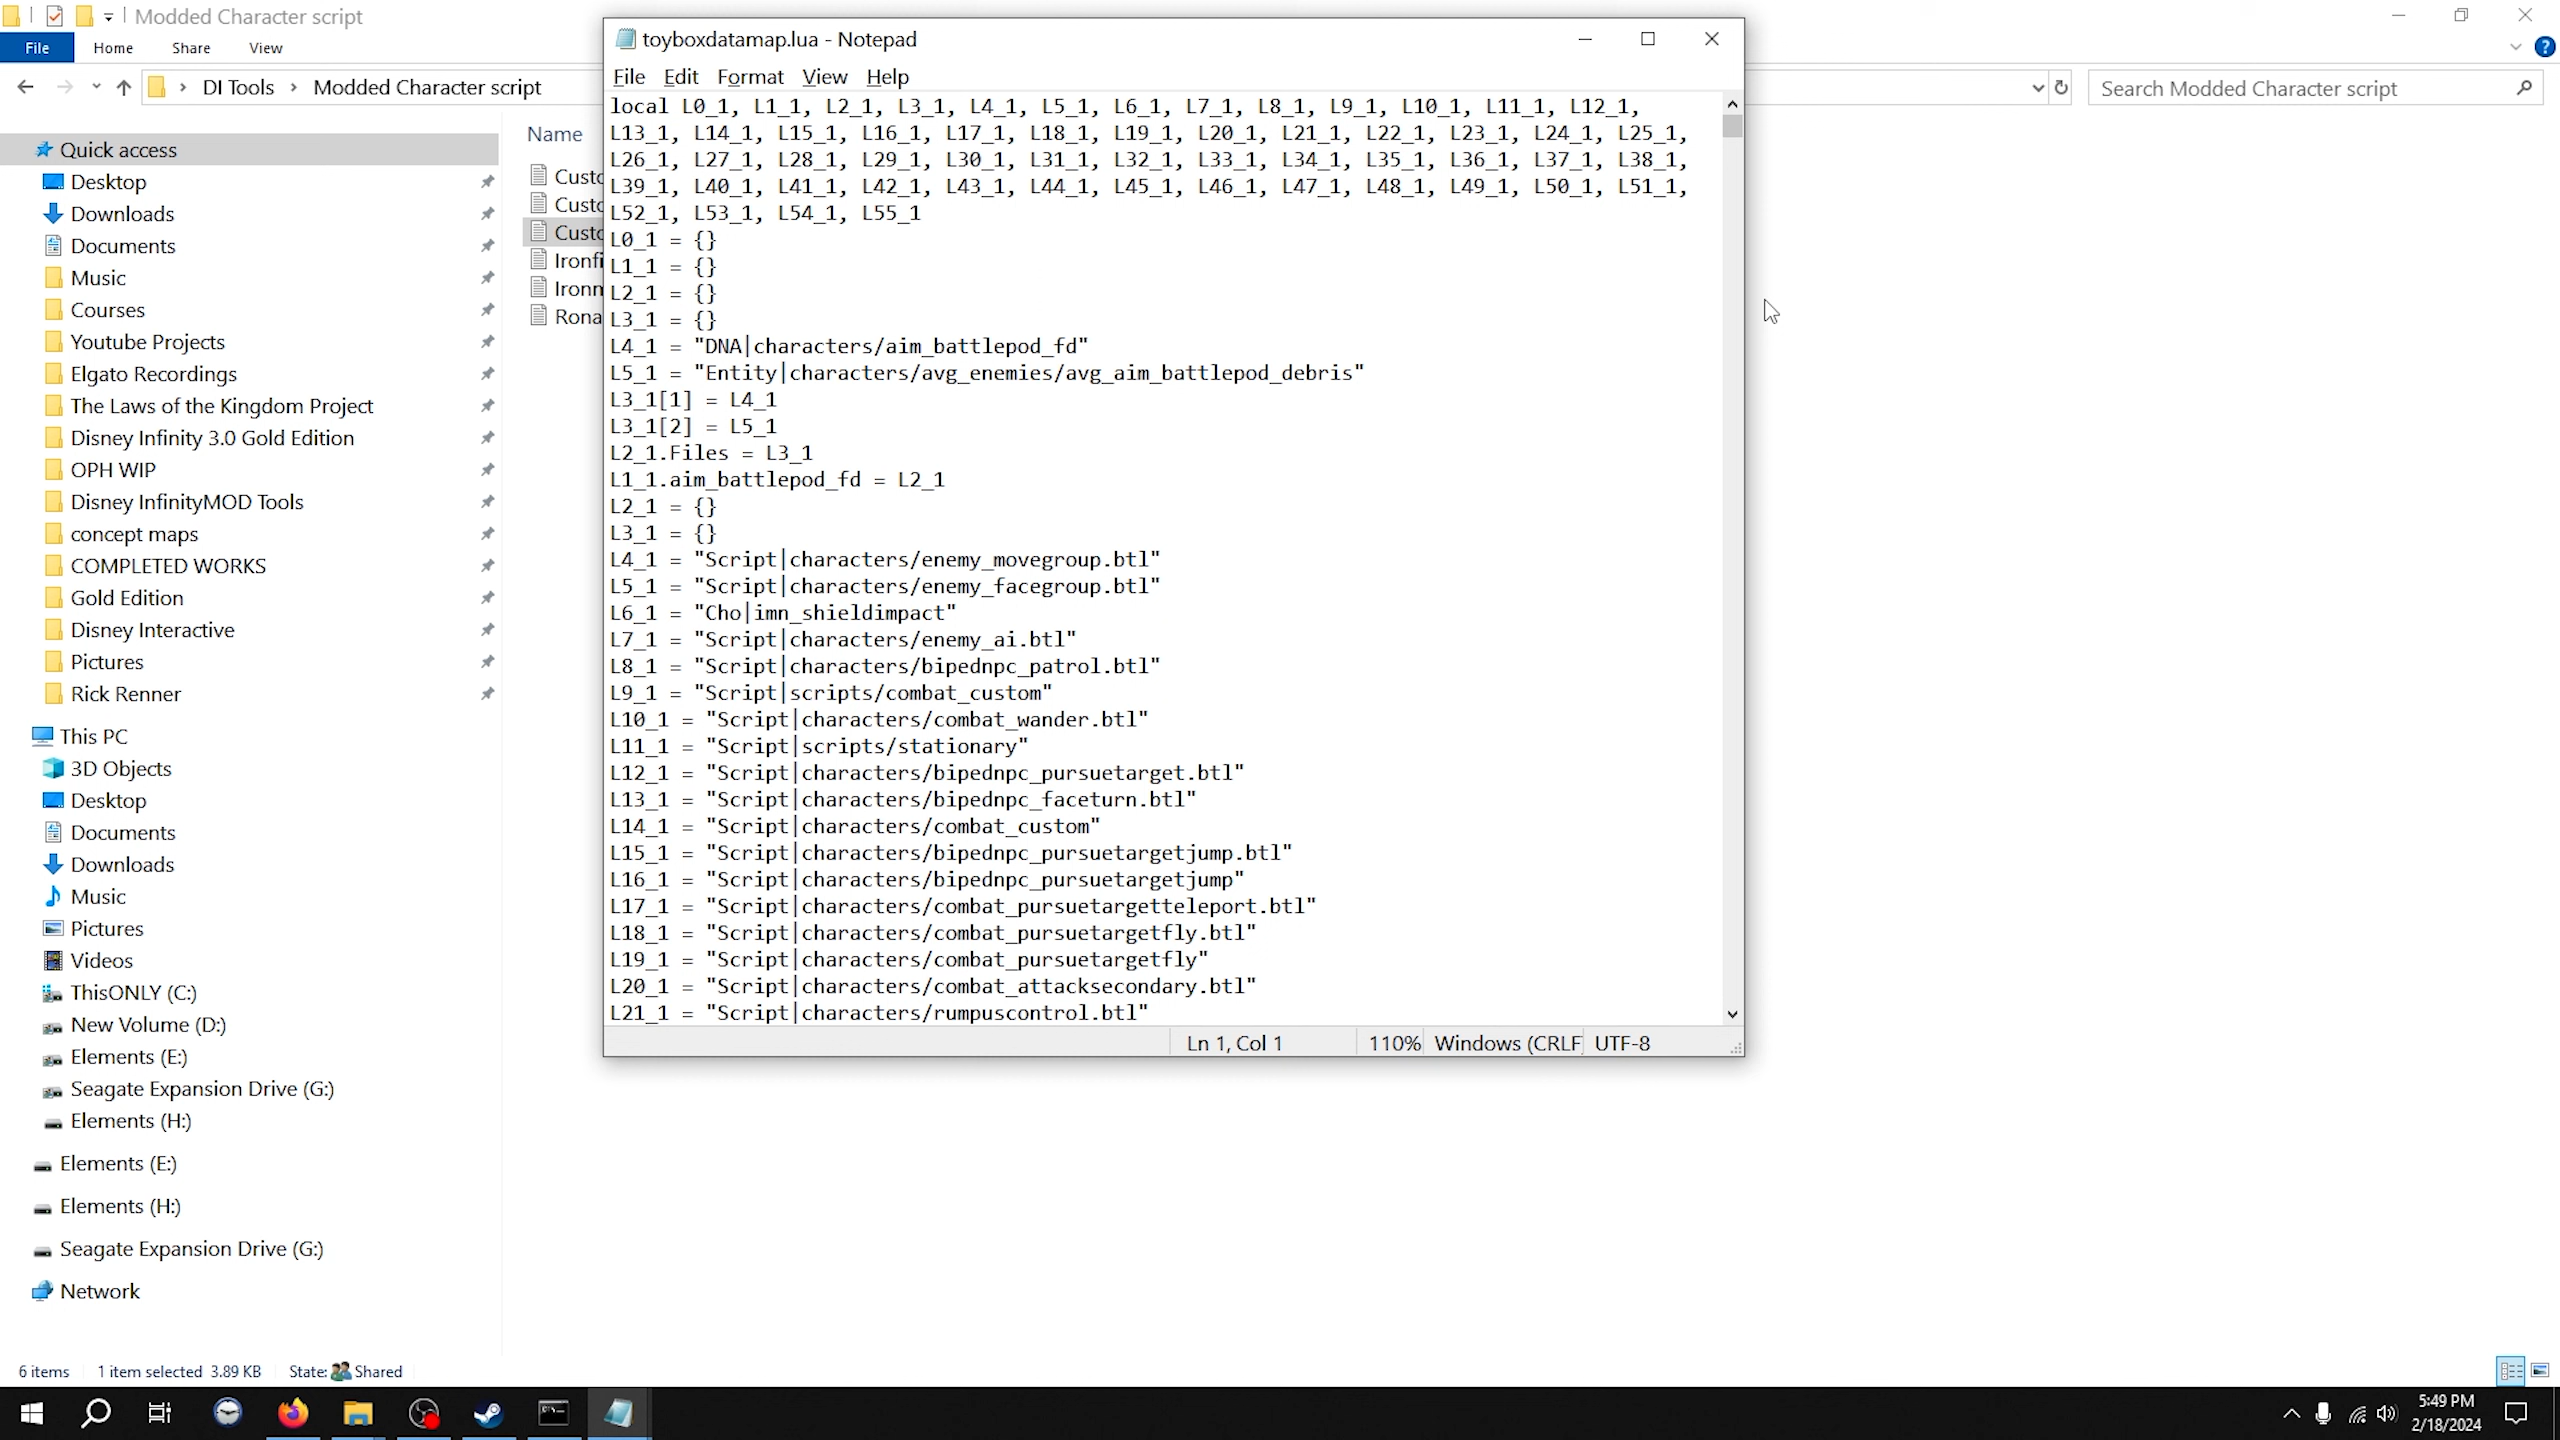 Modded Character script
File Home Share View
DI Tools Modded Character script
Search Modded Character script
Quick access
Desktop
Downloads
Documents
Music
Courses
Youtube Projects
Elgato Recordings
The Laws of the Kingdom Project
Disney Infinity 3.0 Gold Edition
OPH WIP
Disney InfinityMOD Tools
concept maps
COMPLETED WORKS
Gold Edition
Disney Interactive
Pictures
Rick Renner
This PC
3D Objects
Desktop
Documents
Downloads
Music
Pictures
Videos
ThisONLY (C:)
New Volume (D:)
Elements (E:)
Seagate Expansion Drive (G:)
Elements (H:)
Elements (E:)
Elements (H:)
Seagate Expansion Drive (G:)
Network
Name
toyboxdatamap.lua - Notepad
File Edit Format View Help
local L0_1, L1_1, L2_1, L3_1, L4_1, L5_1, L6_1, L7_1, L8_1, L9_1, L10_1, L11_1, L12_1,
L13_1, L14_1, L15_1, L16_1, L17_1, L18_1, L19_1, L20_1, L21_1, L22_1, L23_1, L24_1, L25_1,
L26_1, L27_1, L28_1, L29_1, L30_1, L31_1, L32_1, L33_1, L34_1, L35_1, L36_1, L37_1, L38_1,
L39_1, L40_1, L41_1, L42_1, L43_1, L44_1, L45_1, L46_1, L47_1, L48_1, L49_1, L50_1, L51_1,
L52_1, L53_1, L54_1, L55_1
L0_1 = {}
L1_1 = {}
L2_1 = {}
L3_1 = {}
L4_1 = "DNA|characters/aim_battlepod_fd"
L5_1 = "Entity|characters/avg_enemies/avg_aim_battlepod_debris"
L3_1[1] = L4_1
L3_1[2] = L5_1
L2_1.Files = L3_1
L1_1.aim_battlepod_fd = L2_1
L2_1 = {}
L3_1 = {}
L4_1 = "Script|characters/enemy_movegroup.btl"
L5_1 = "Script|characters/enemy_facegroup.btl"
L6_1 = "Cho|imn_shieldimpact"
L7_1 = "Script|characters/enemy_ai.btl"
L8_1 = "Script|characters/bipednpc_patrol.btl"
L9_1 = "Script|scripts/combat_custom"
L10_1 = "Script|characters/combat_wander.btl"
L11_1 = "Script|scripts/stationary"
L12_1 = "Script|characters/bipednpc_pursuetarget.btl"
L13_1 = "Script|characters/bipednpc_faceturn.btl"
L14_1 = "Script|characters/combat_custom"
L15_1 = "Script|characters/bipednpc_pursuetargetjump.btl"
L16_1 = "Script|characters/bipednpc_pursuetargetjump"
L17_1 = "Script|characters/combat_pursuetargetteleport.btl"
L18_1 = "Script|characters/combat_pursuetargetfly.btl"
L19_1 = "Script|characters/combat_pursuetargetfly"
L20_1 = "Script|characters/combat_attacksecondary.btl"
L21_1 = "Script|characters/rumpuscontrol.btl"
Ln 1, Col 1 110% Windows (CRLF UTF-8
6 items 1 item selected 3.89 KB State: Shared
5:49 PM
2/18/2024